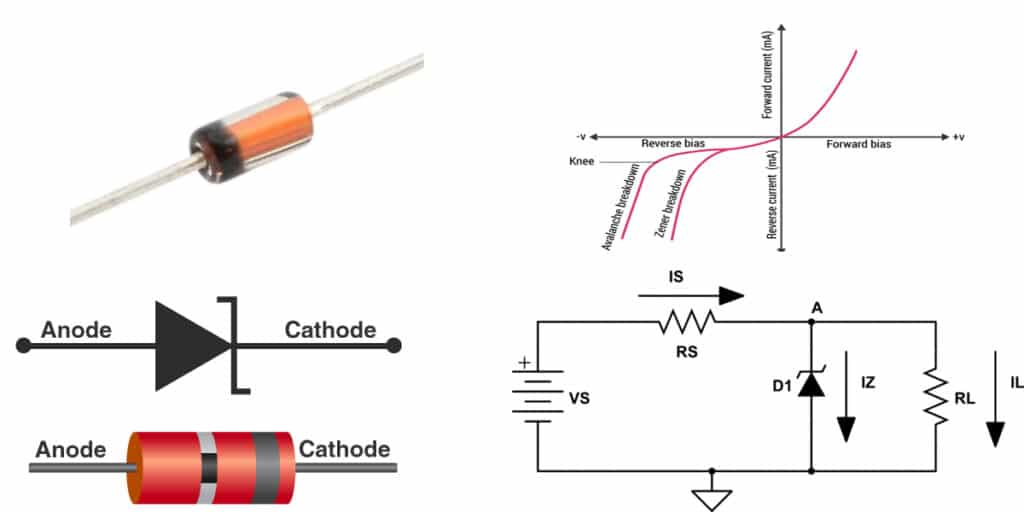 Forward current (mA)
-v
+v
Reverse bias
Forward bias
Knee
Avalanche breakdown
Zener breakdown
Reverse current (mA)
Anode
Cathode
Anode
Cathode
IS
A
RS
+
VS
D1
IZ
RL
IL